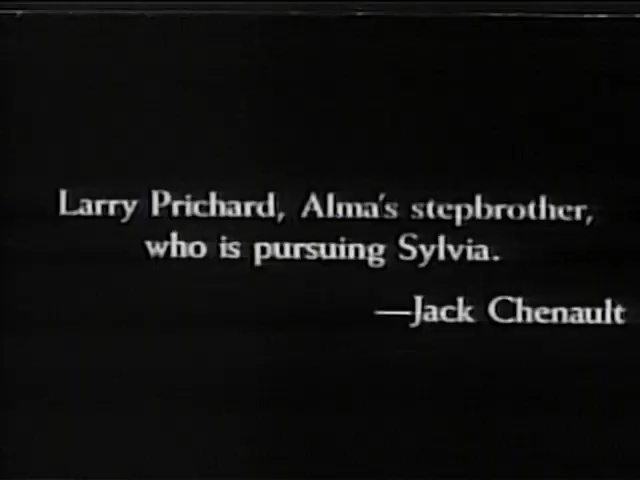 Larry Prichard, Alma's stepbrother,
who is pursuing Sylvia.
—Jack Chenault